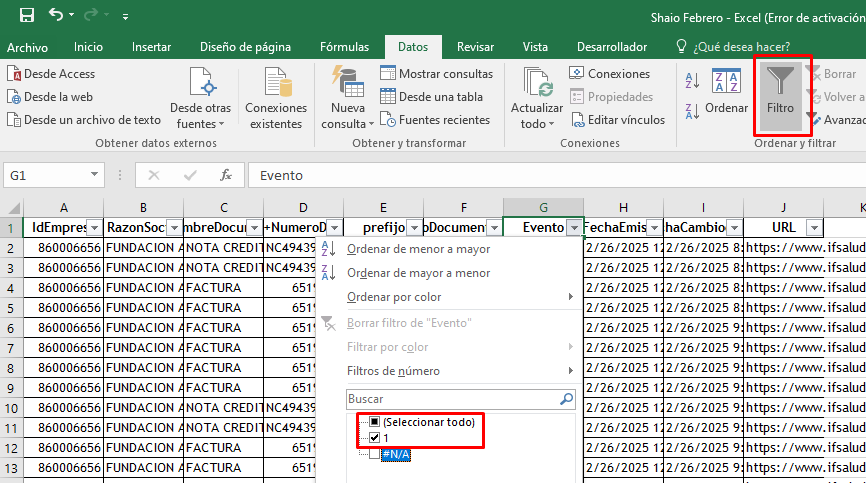 Shaio Febrero - Excel (Error de activación
Archivo Inicio Insertar Diseño de página Fórmulas Datos Revisar Vista Desarrollador ¿Qué desea hacer?
Desde Access
Desde la web
Desde un archivo de texto
Desde otras
fuentes
Obtener datos externos
Conexiones
existentes
Nueva
consulta
Mostrar consultas
Desde una tabla
Fuentes recientes
Obtener y transformar
Actualizar
todo
Conexiones
Propiedades
Editar vínculos
Conexiones
Ordenar
Filtro
Borrar
Volver a
Avanzad
Ordenar y filtrar
G1 fx Evento
A B C D E F G H I J K
1 IdEmpres RazonSoc mbreDocu +NumeroD prefijo oDocumen Evento FechaEmis haCambio URL
2 860006656 FUNDACION A NOTA CREDIT NC49439 2/26/2025 12 2/26/2025 8: https://www.ifsalud
3 860006656 FUNDACION A NOTA CREDIT NC49439 2/26/2025 12 2/26/2025 8: https://www.ifsalud
4 860006656 FUNDACION A FACTURA 651 2/26/2025 12 2/26/2025 8: https://www.ifsalud
5 860006656 FUNDACION A FACTURA 651 2/26/2025 12 2/26/2025 8: https://www.ifsalud
6 860006656 FUNDACION A FACTURA 651 2/26/2025 12 2/26/2025 9: https://www.ifsalud
7 860006656 FUNDACION A FACTURA 651 2/26/2025 12 2/26/2025 9: https://www.ifsalud
8 860006656 FUNDACION A FACTURA 651 2/26/2025 12 2/26/2025 9: https://www.ifsalud
9 860006656 FUNDACION A FACTURA 651 2/26/2025 12 2/26/2025 9: https://www.ifsalud
10 860006656 FUNDACION A NOTA CREDIT NC49439 2/26/2025 12 2/26/2025 9: https://www.ifsalud
11 860006656 FUNDACION A NOTA CREDIT NC49439 2/26/2025 12 2/26/2025 9: https://www.ifsalud
12 860006656 FUNDACION A FACTURA 651 2/26/2025 12 2/26/2025 9: https://www.ifsalud
13 860006656 FUNDACION A FACTURA 651 2/26/2025 12 2/26/2025 9: https://www.ifsalud
Ordenar de menor a mayor
Ordenar de mayor a menor
Ordenar por color
Borrar filtro de "Evento"
Filtrar por color
Filtros de número
Buscar
(Seleccionar todo)
1
#N/A